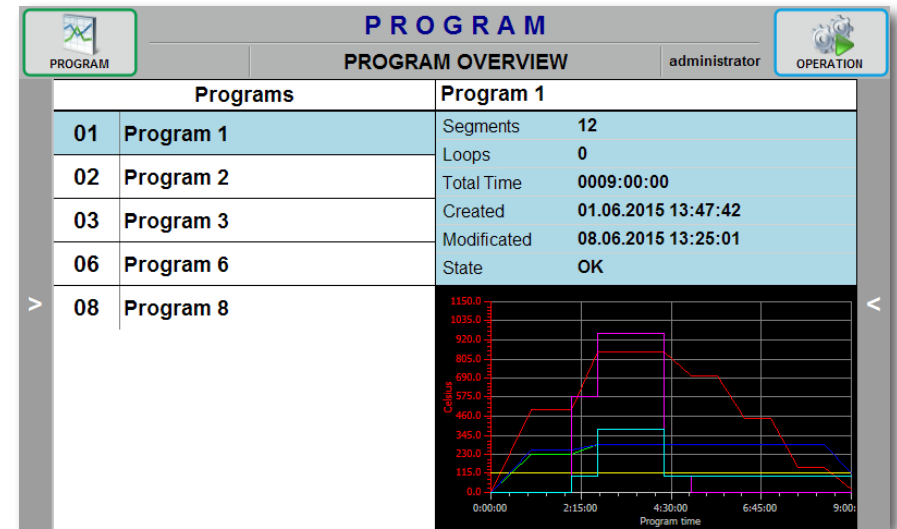 PROGRAM
PROGRAM
PROGRAM OVERVIEW
administrator
OPERATION
Programs
Program 1
01 Program 1
02 Program 2
03 Program 3
06 Program 6
08 Program 8
Segments 12
Loops 0
Total Time 0009:00:00
Created 01.06.2015 13:47:42
Modificated 08.06.2015 13:25:01
State OK
>
<
1150.0
1035.0
920.0
805.0
690.0
575.0
460.0
345.0
230.0
115.0
0.0
Celsius
0:00:00 2:15:00 4:30:00 6:45:00 9:00:
Program time